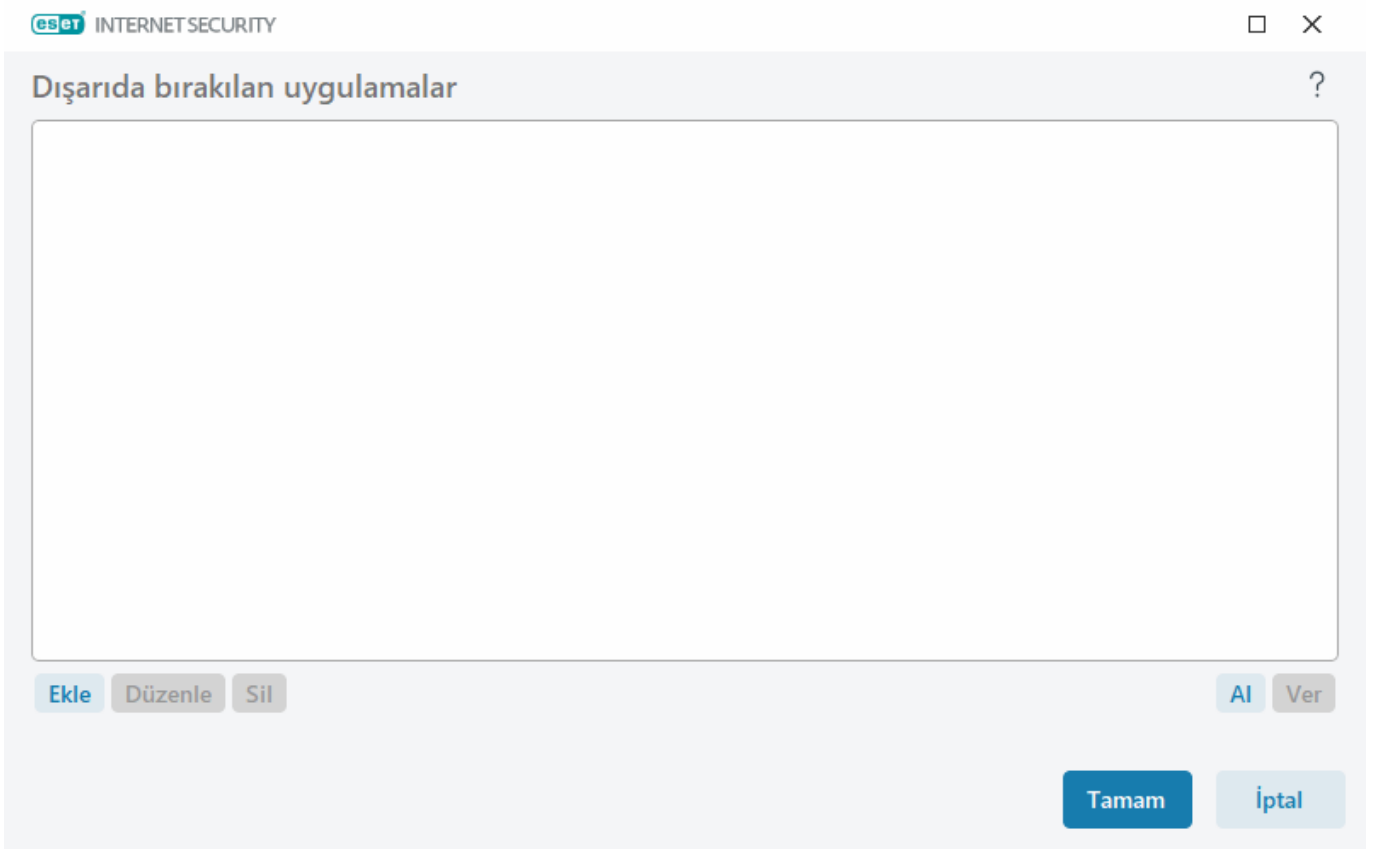 eset INTERNET SECURITY
Dışarıda bırakılan uygulamalar ?
Ekle Düzenle Sil Al Ver
Tamam İptal